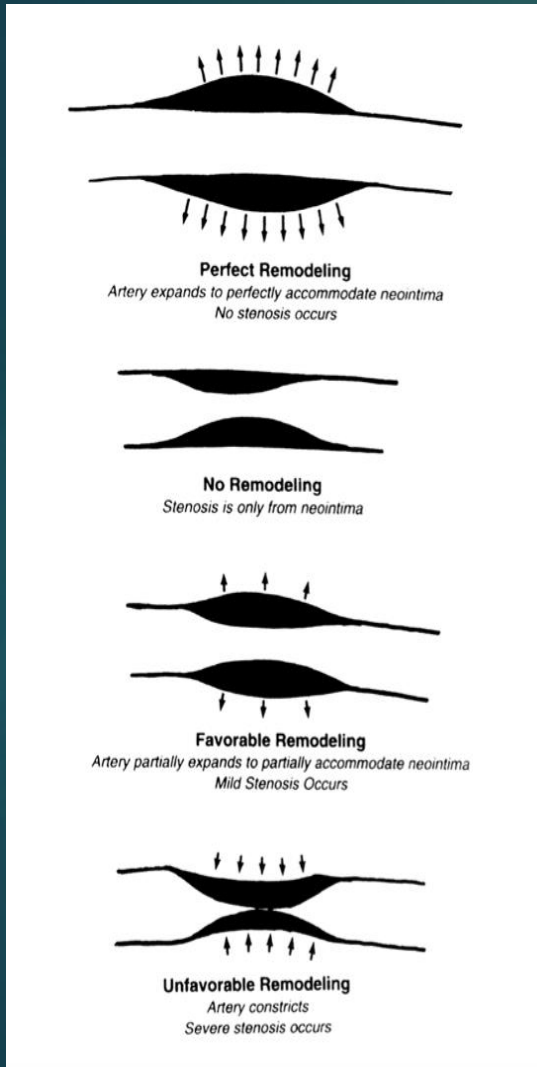 Perfect Remodeling
Artery expands to perfectly accommodate neointima
No stenosis occurs
No Remodeling
Stenosis is only from neointima
Favorable Remodeling
Artery partially expands to partially accommodate neointima
Mild Stenosis Occurs
Unfavorable Remodeling
Artery constricts
Severe stenosis occurs